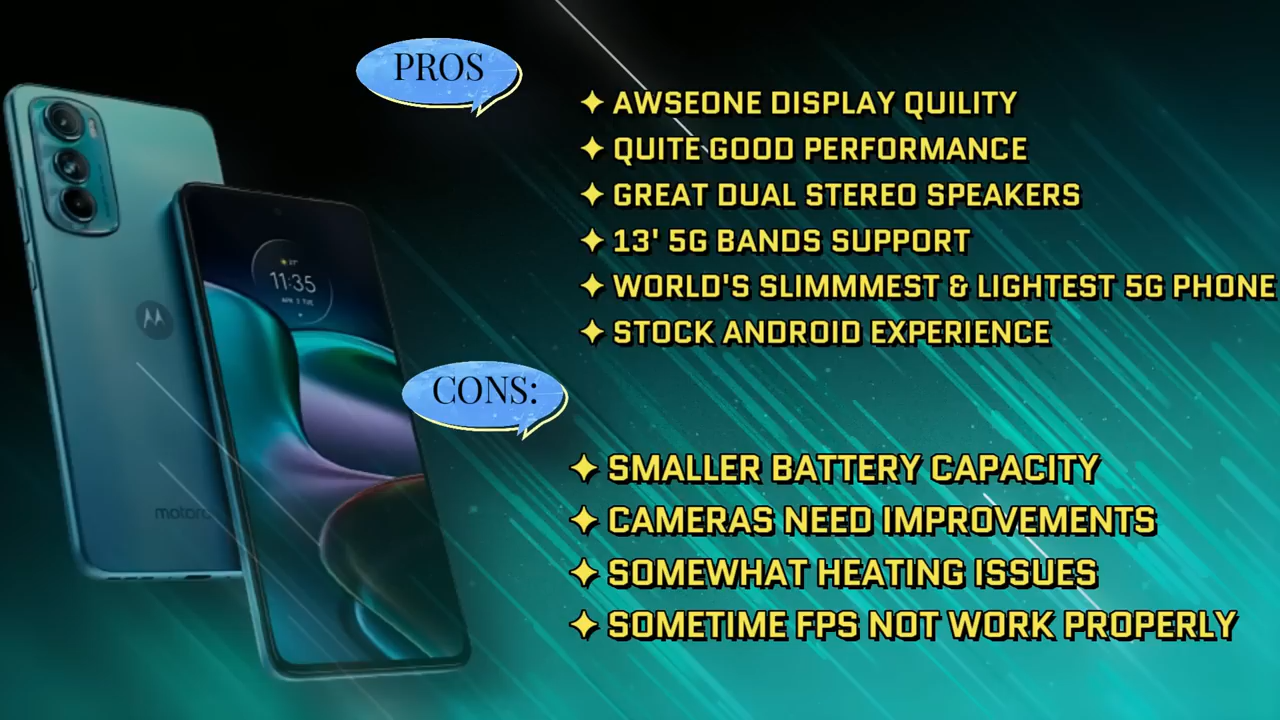 PROS
✦ AWSEONE DISPLAY QUILITY
✦ QUITE GOOD PERFORMANCE
✦ GREAT DUAL STEREO SPEAKERS
✦ 13' 5G BANDS SUPPORT
✦ WORLD'S SLIMMMEST & LIGHTEST 5G PHONE
✦ STOCK ANDROID EXPERIENCE
11:35
CONS:
✦ SMALLER BATTERY CAPACITY
✦ CAMERAS NEED IMPROVEMENTS
✦ SOMEWHAT HEATING ISSUES
✦ SOMETIME FPS NOT WORK PROPERLY